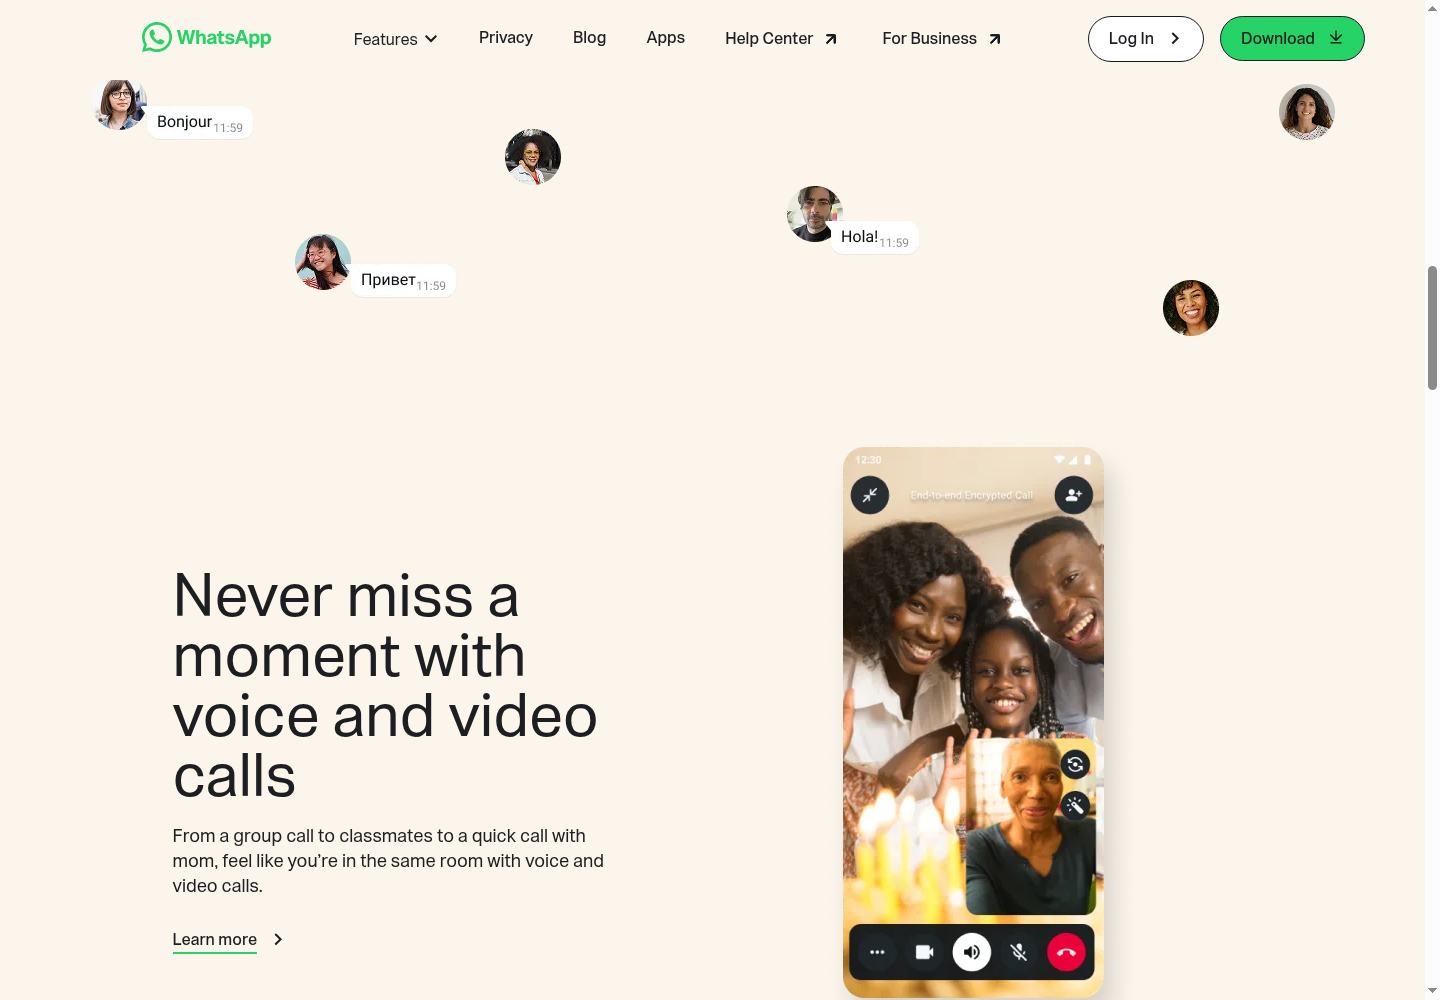 WhatsApp
Features
Privacy
Blog
Apps
Help Center
For Business
Log In
Download
Bonjour 11:59
Hola! 11:59
Привет 11:59
12:30
End-to-end Encrypted Call
Never miss a
moment with
voice and video
calls
From a group call to classmates to a quick call with
mom, feel like you’re in the same room with voice and
video calls.
Learn more